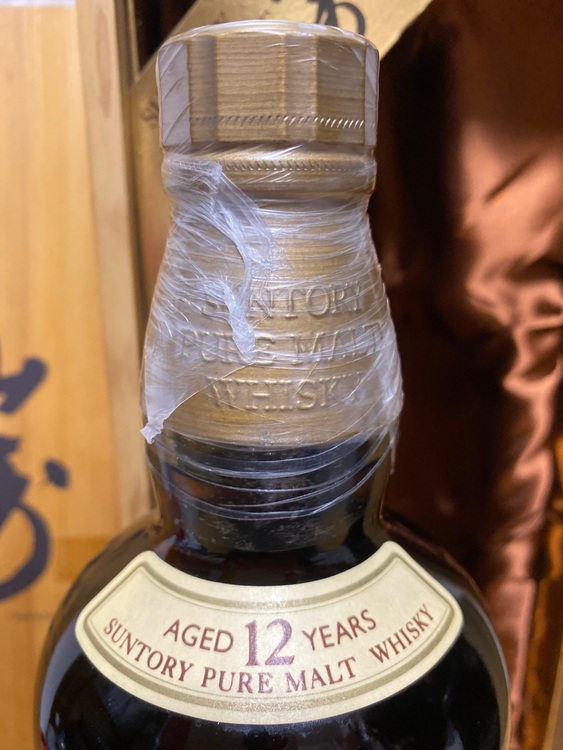 SUNTORY
PURE MALT
WHISKY
AGED 12 YEARS
SUNTORY PURE MALT WHISKY